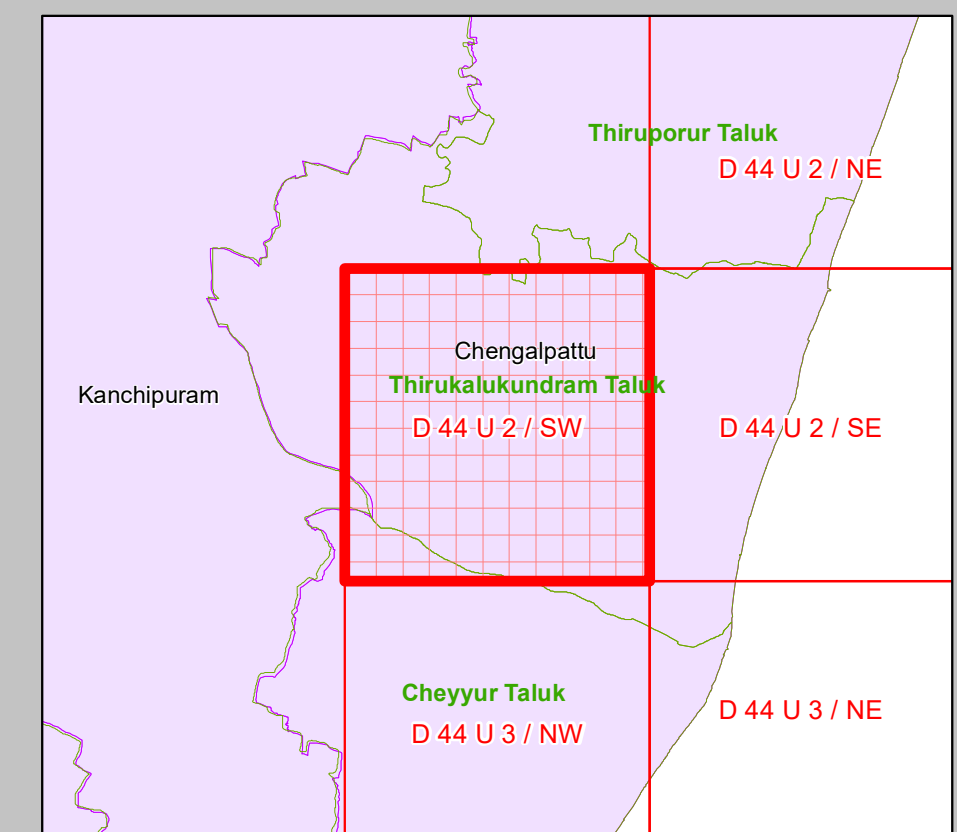 Thiruporur Taluk
D 44 U 2 / NE
Chengalpattu
Thirukalukundram Taluk
Kanchipuram
D 44 U 2 / SW
D 44 U 2 / SE
Cheyyur Taluk
D 44 U 3 / NE
D 44 U 3 / NW